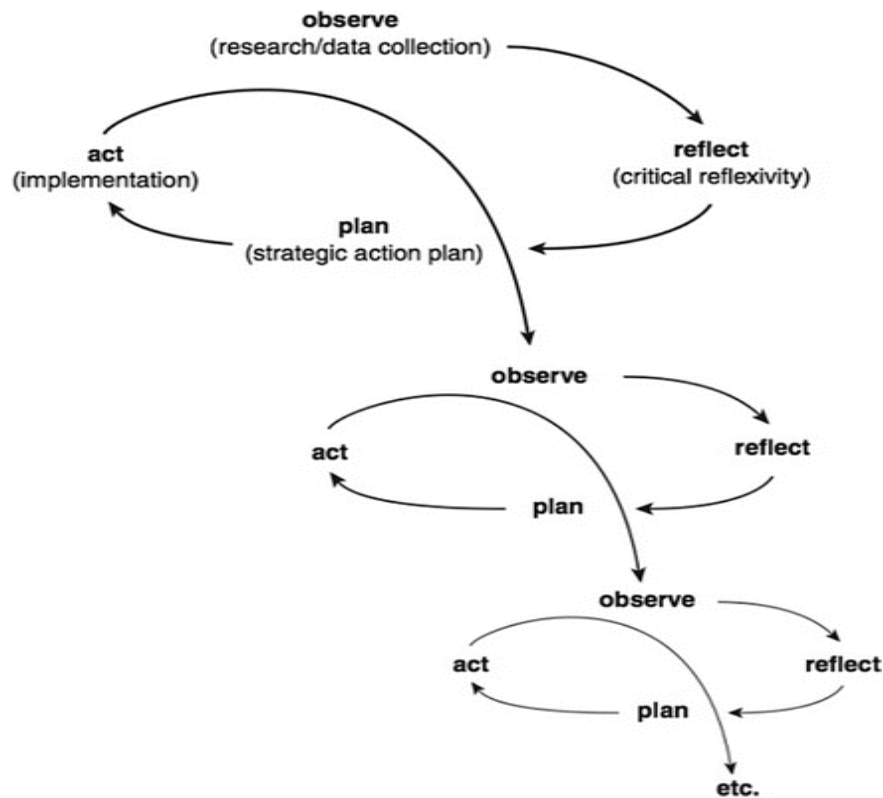 observe
(research/data collection)
reflect
(critical reflexivity)
plan
(strategic action plan)
act
(implementation)
observe
reflect
plan
act
observe
reflect
plan
act
etc.